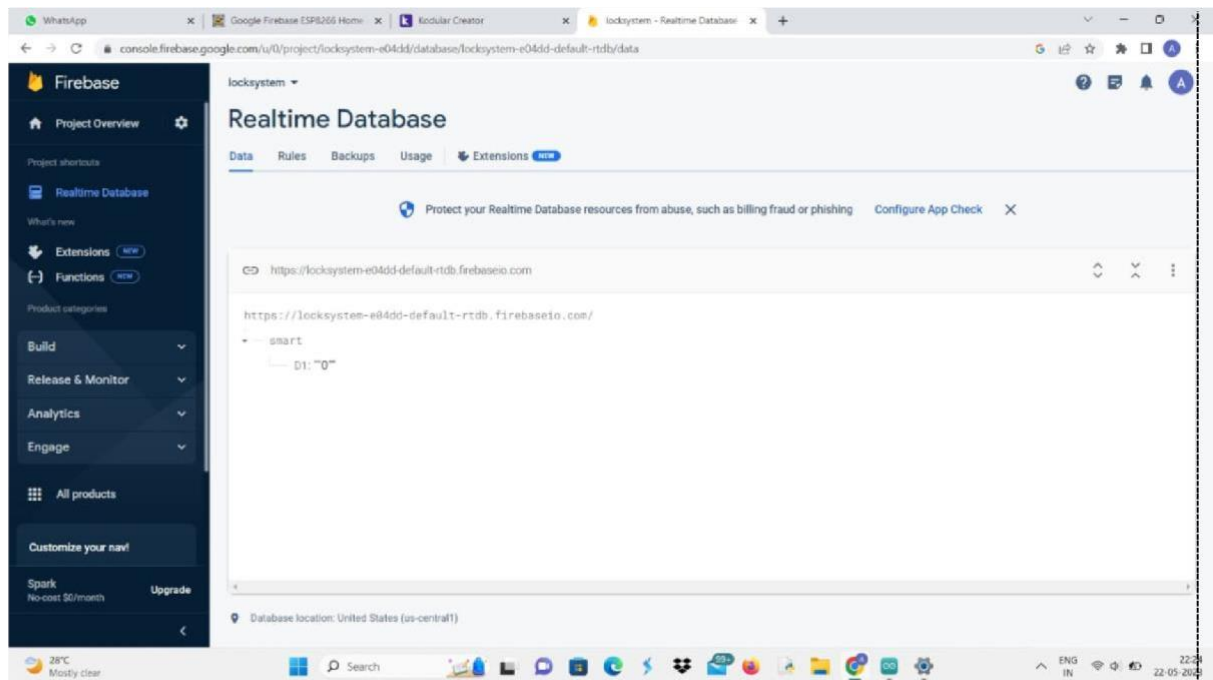 WhatsApp
Google Firebase ESP8266 Home
Kodular Creator
locksystem - Realtime Database
console.firebase.google.com/u/0/project/locksystem-e04dd/database/locksystem-e04dd-default-rtdb/data
Firebase
Project Overview
Project shortcuts
Realtime Database
What's new
Extensions NEW
Functions NEW
Product categories
Build
Release & Monitor
Analytics
Engage
All products
Customize your nav!
Spark
No-cost $0/month
Upgrade
locksystem
A
Realtime Database
Data Rules Backups Usage Extensions NEW
Protect your Realtime Database resources from abuse, such as billing fraud or phishing Configure App Check
https://locksystem-e04dd-default-rtdb.firebaseio.com
https://locksystem-e04dd-default-rtdb.firebaseio.com/
smart
D1: "\"0\""
Database location: United States (us-central1)
28°C
Mostly clear
Search
99+
ENG
IN
22:24
22-05-2023